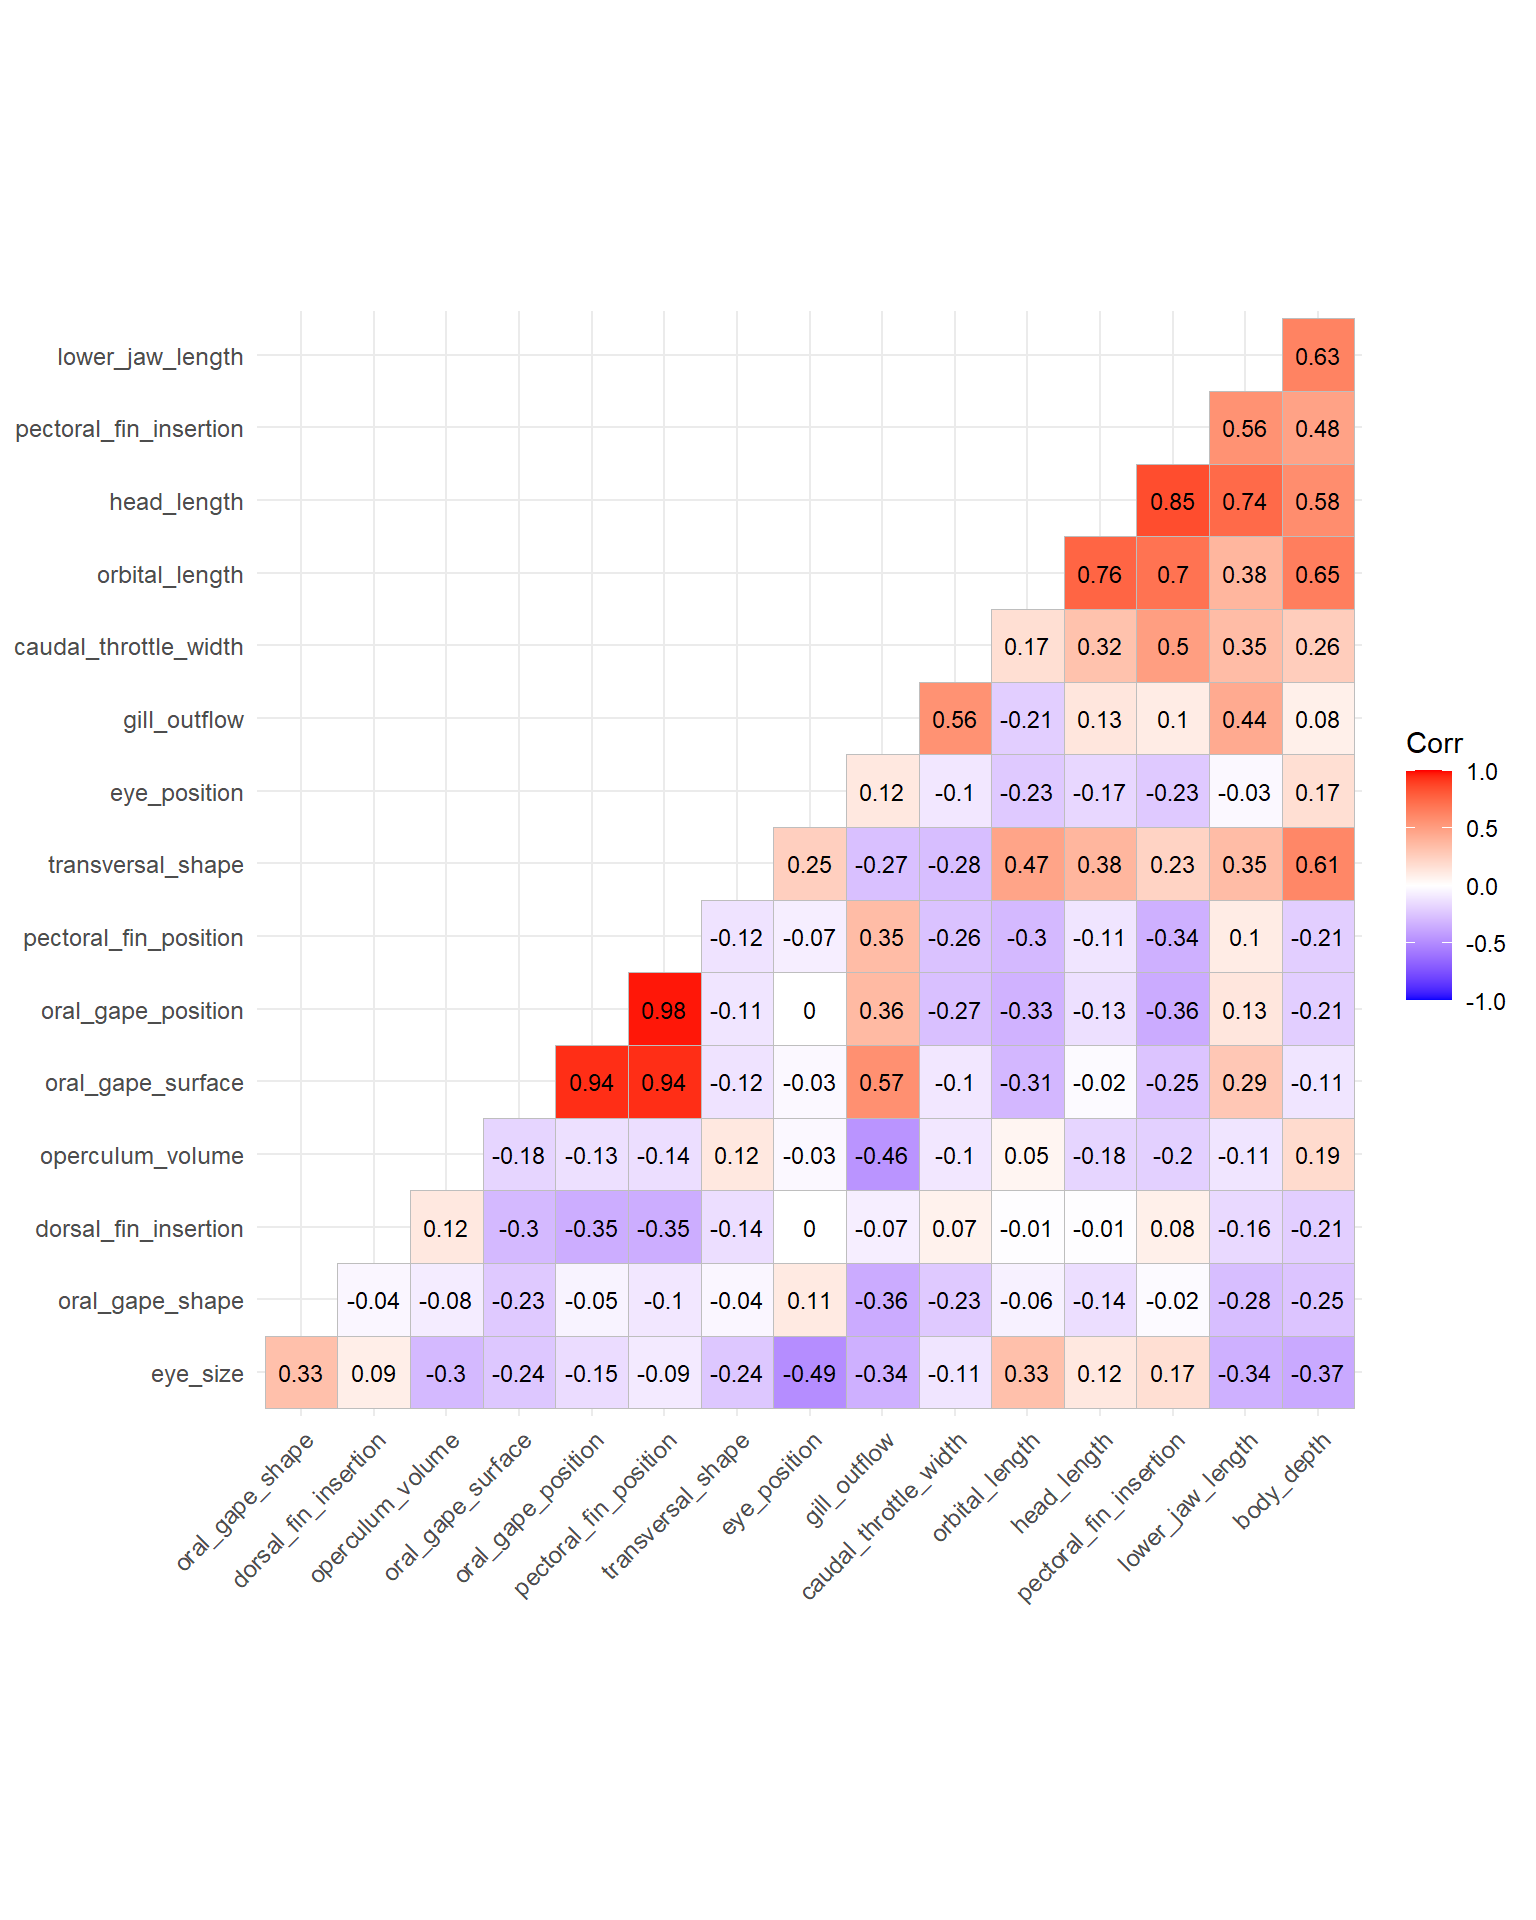 lower_jaw_length 0.63
pectoral_fin_insertion 0.56 0.48
head_length 0.85 0.74 0.58
orbital_length 0.76 0.7 0.38 0.65
caudal_throttle_width 0.17 0.32 0.5 0.35 0.26
gill_outflow 0.56 -0.21 0.13 0.1 0.44 0.08
eye_position 0.12 -0.1 -0.23 -0.17 -0.23 -0.03 0.17
transversal_shape 0.25 -0.27 -0.28 0.47 0.38 0.23 0.35 0.61
pectoral_fin_position -0.12 -0.07 0.35 -0.26 -0.3 -0.11 -0.34 0.1 -0.21
oral_gape_position 0.98 -0.11 0 0.36 -0.27 -0.33 -0.13 -0.36 0.13 -0.21
oral_gape_surface 0.94 0.94 -0.12 -0.03 0.57 -0.1 -0.31 -0.02 -0.25 0.29 -0.11
operculum_volume -0.18 -0.13 -0.14 0.12 -0.03 -0.46 -0.1 0.05 -0.18 -0.2 -0.11 0.19
dorsal_fin_insertion 0.12 -0.3 -0.35 -0.35 -0.14 0 -0.07 0.07 -0.01 -0.01 0.08 -0.16 -0.21
oral_gape_shape -0.04 -0.08 -0.23 -0.05 -0.1 -0.04 0.11 -0.36 -0.23 -0.06 -0.14 -0.02 -0.28 -0.25
eye_size 0.33 0.09 -0.3 -0.24 -0.15 -0.09 -0.24 -0.49 -0.34 -0.11 0.33 0.12 0.17 -0.34 -0.37
oral_gape_shape
dorsal_fin_insertion
operculum_volume
oral_gape_surface
oral_gape_position
pectoral_fin_position
transversal_shape
eye_position
gill_outflow
caudal_throttle_width
orbital_length
head_length
pectoral_fin_insertion
lower_jaw_length
body_depth
Corr
1.0
0.5
0.0
-0.5
-1.0